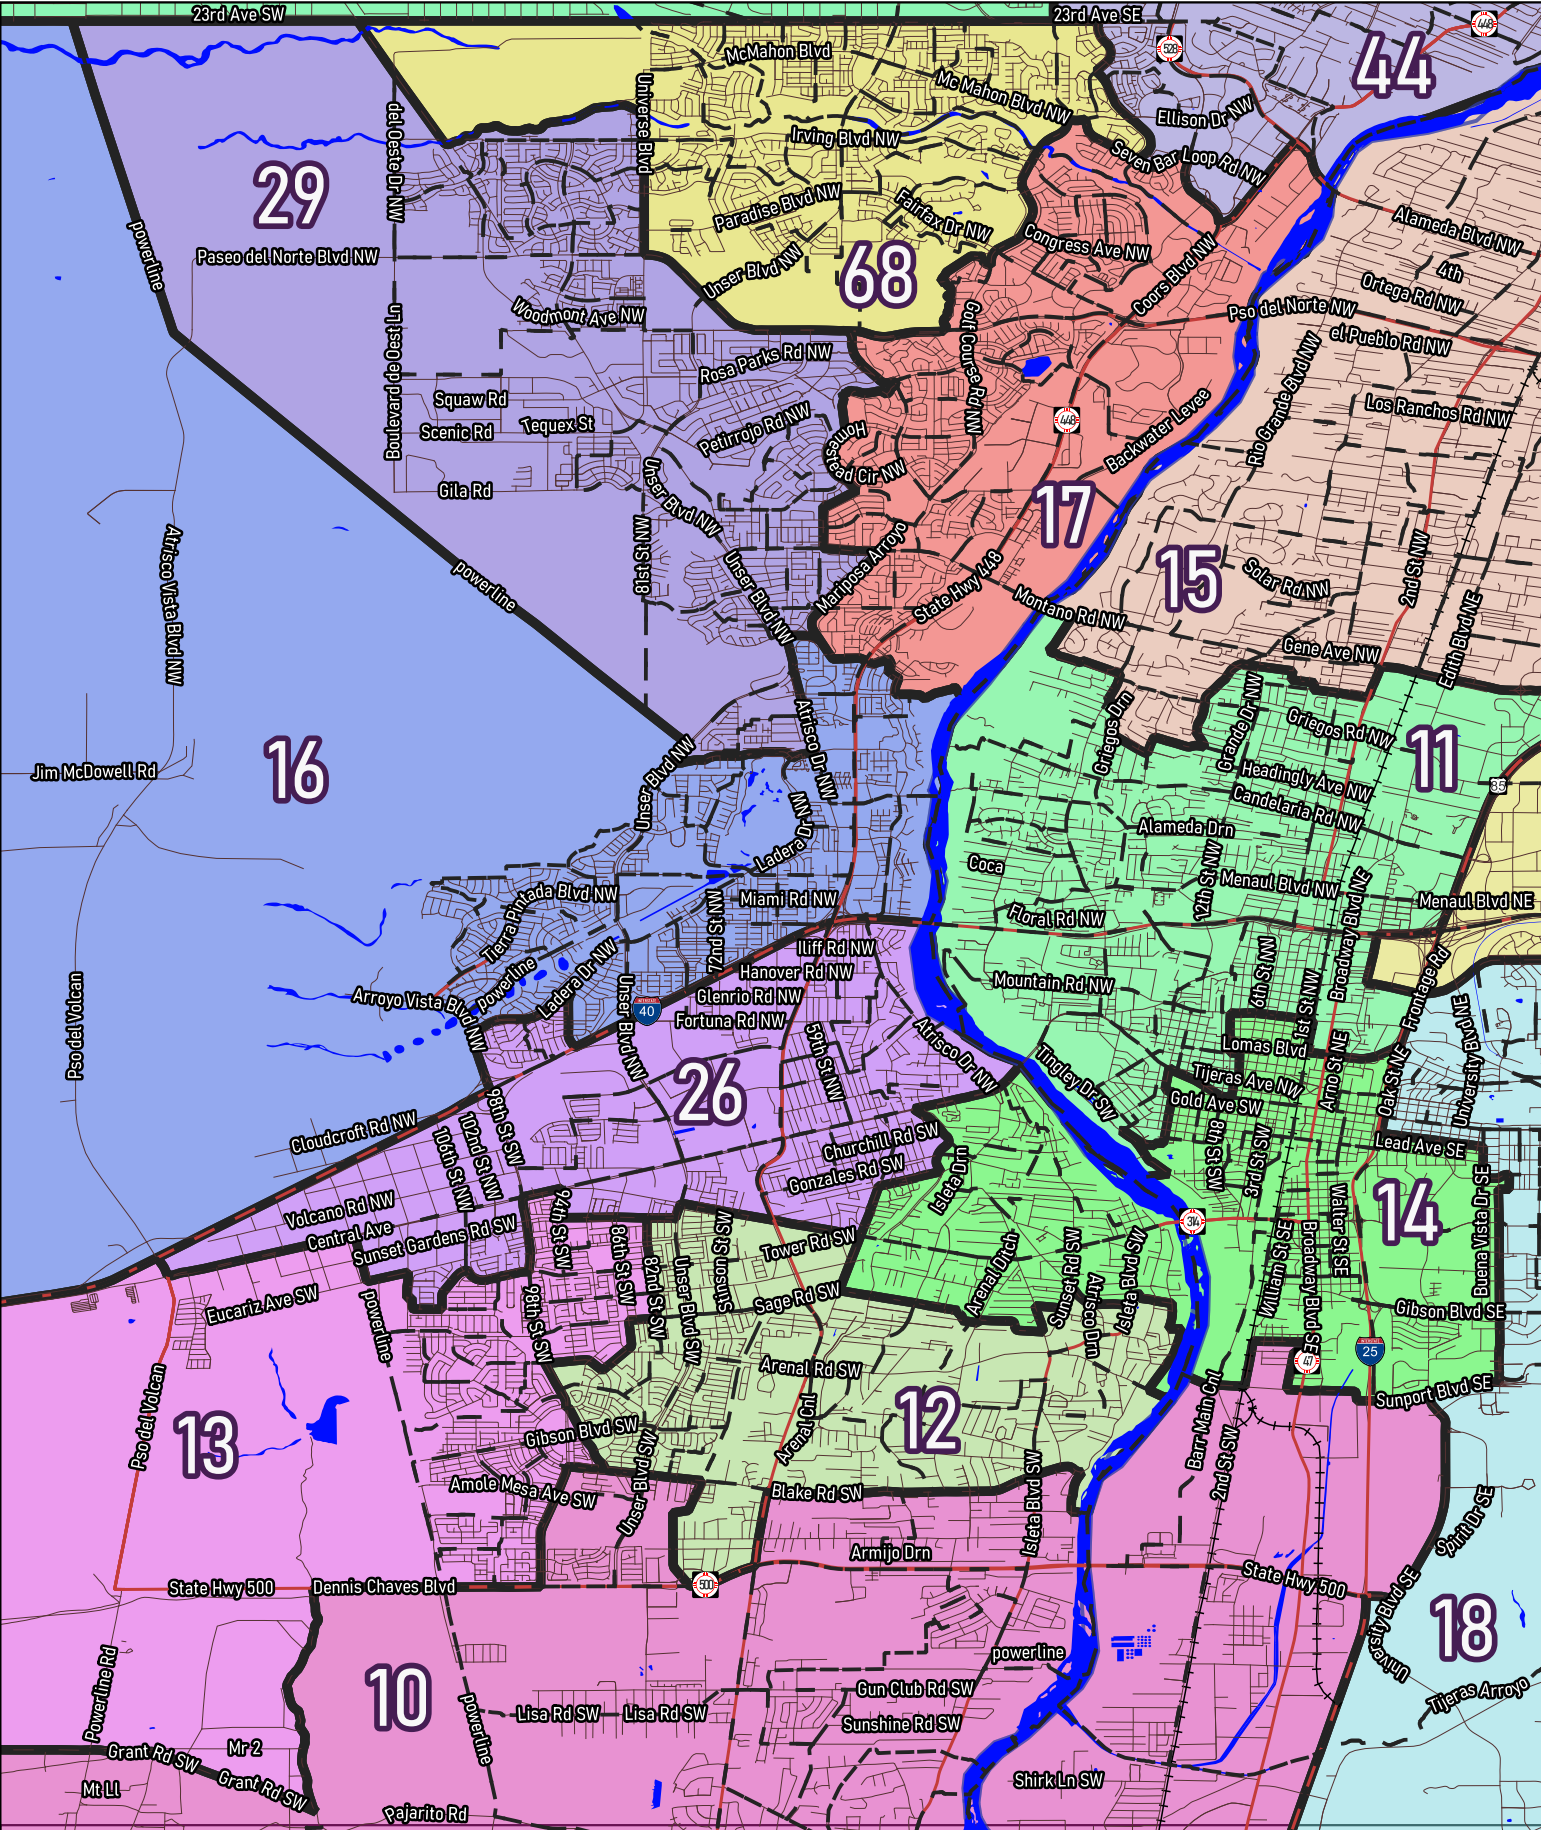 23rd Ave SW
23rd Ave SE
448
528
44
McMahon Blvd
Mc Mahon Blvd NW
Universe Blvd
del Oeste Dr NW
Ellison Dr NW
Irving Blvd NW
Seven Bar Loop Rd NW
29
Paradise Blvd NW
Fairfax Dr NW
Alameda Blvd NW
powerline
Paseo del Norte Blvd NW
Unser Blvd NW
68
Congress Ave NW
Coors Blvd NW
4th
Ortega Rd NW
Woodmont Ave NW
Pso del Norte NW
el Pueblo Rd NW
Boulevard de Oest Ln
Rosa Parks Rd NW
Golf Course Rd NW
Rio Grande Blvd NW
Squaw Rd
Tequex St
Scenic Rd
Petirrojo Rd NW
Homestead Cir NW
448
Backwater Levee
Los Ranchos Rd NW
Gila Rd
Unser Blvd NW
17
81st St NW
Atrisco Vista Blvd NW
powerline
Unser Blvd NW
Mariposa Arroyo
State Hwy 448
Montano Rd NW
15
Solar Rd NW
2nd St NW
Edith Blvd NE
Gene Ave NW
16
Jim McDowell Rd
Unser Blvd NW
Atrisco Dr NW
Griegos Drn
Grande Dr NW
Griegos Rd NW
11
Headingly Ave NW
Candelaria Rd NW
85
Ladera Dr NW
Alameda Drn
Coca
Tierra Pintada Blvd NW
Miami Rd NW
12th St NW
Menaul Blvd NW
Menaul Blvd NE
Floral Rd NW
Broadway Blvd NE
72nd St NW
Iliff Rd NW
Hanover Rd NW
Glenrio Rd NW
Fortuna Rd NW
Mountain Rd NW
6th St NW
1st St NW
Frontage Rd
Pso del Volcan
Arroyo Vista Blvd NW
powerline
Ladera Dr NW
Unser Blvd NW
40
59th St NW
Atrisco Dr NW
Tingley Dr SW
Lomas Blvd
Tijeras Ave NW
Gold Ave SW
Arno St NE
Oak St NE
University Blvd NE
26
Cloudcroft Rd NW
98th St SW
102nd St NW
106th St NW
Churchill Rd SW
Gonzales Rd SW
Isleta Drn
8th St SW
3rd St SW
Lead Ave SE
14
Volcano Rd NW
Central Ave
Sunset Gardens Rd SW
94th St SW
86th St SW
82nd St SW
Unser Blvd SW
Sunson St SW
Tower Rd SW
Sage Rd SW
Arenal Ditch
Sunset Rd SW
Atrisco Drn
Isleta Blvd SW
314
William St SE
Broadway Blvd SE
Walter St SE
Buena Vista Dr SE
Gibson Blvd SE
Eucariz Ave SW
powerline
98th St SW
Arenal Rd SW
47
25
Sunport Blvd SE
13
Pso del Volcan
Gibson Blvd SW
Amole Mesa Ave SW
Unser Blvd SW
Arenal Cnl
12
Blake Rd SW
Isleta Blvd SW
Barr Main Cnl
2nd St SW
Spirit Dr SE
Armijo Drn
State Hwy 500
Dennis Chaves Blvd
500
State Hwy 500
University Blvd SE
18
Powerline Rd
10
powerline
powerline
Lisa Rd SW
Lisa Rd SW
Gun Club Rd SW
Sunshine Rd SW
Tijeras Arroyo
Grant Rd SW
Mr 2
Grant Rd SW
Mt Ll
Pajarito Rd
Shirk Ln SW